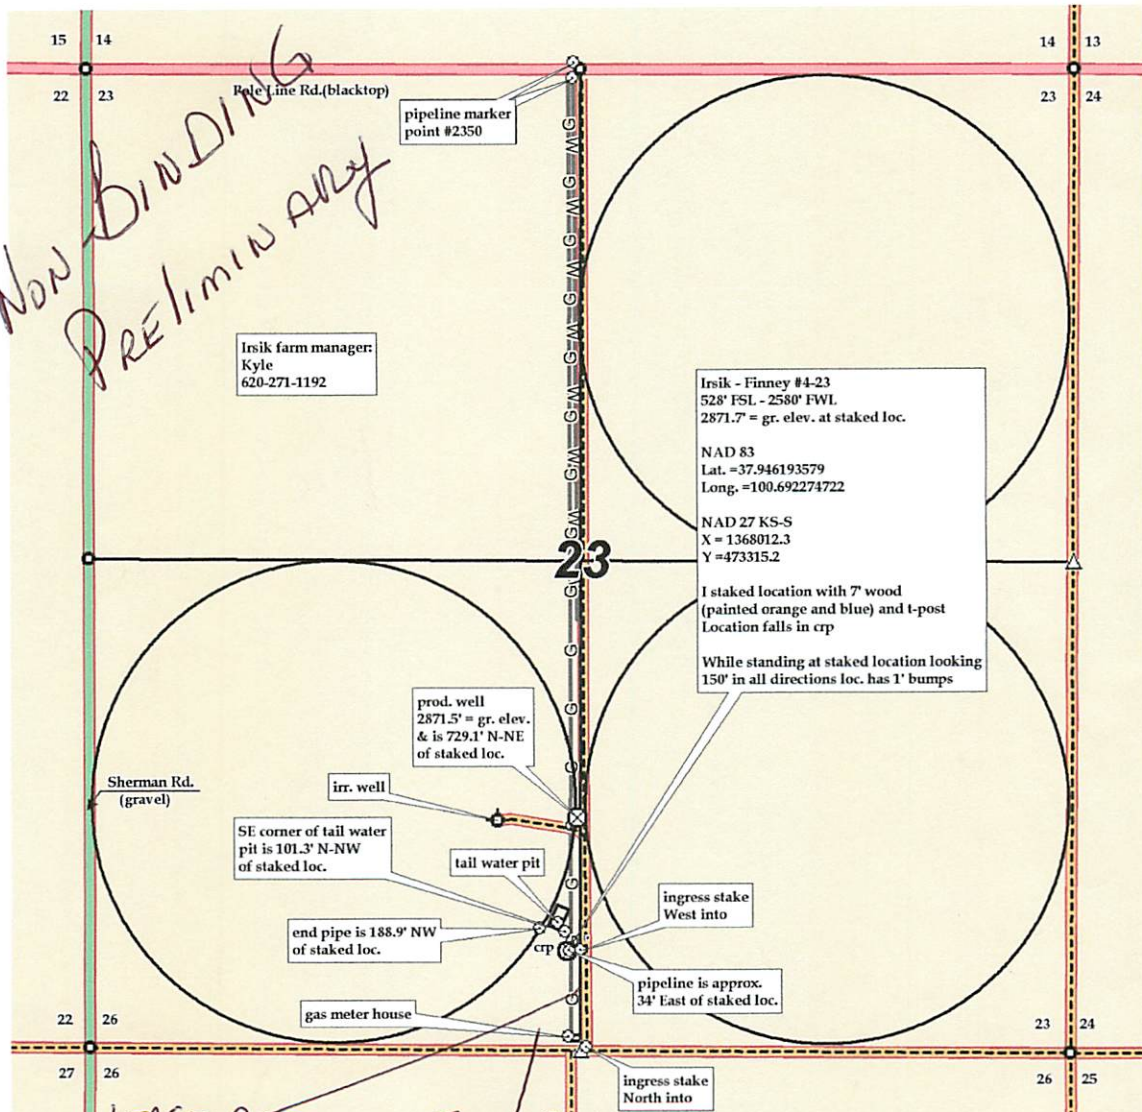 15 14
14 13
22 23
23 24
Pole Line Rd.(blacktop)
NON BINDING
PRElIMINARY
pipeline marker
point #2350
Irsik farm manager:
Kyle
620-271-1192
Irsik - Finney #4-23
528' FSL - 2580' FWL
2871.7' = gr. elev. at staked loc.
NAD 83
Lat. =37.946193579
Long. =100.692274722
NAD 27 KS-S
X = 1368012.3
Y =473315.2
I staked location with 7' wood
(painted orange and blue) and t-post
Location falls in crp
While standing at staked location looking
150' in all directions loc. has 1' bumps
G
W
G
W
G
W
G
W
G
W
G
W
G
W
G
W
G
23
G
G
G
G
G
G
prod. well
2871.5' = gr. elev.
& is 729.1' N-NE
of staked loc.
Sherman Rd.
(gravel)
irr. well
SE corner of tail water
pit is 101.3' N-NW
of staked loc.
tail water pit
ingress stake
West into
end pipe is 188.9' NW
of staked loc.
crp
pipeline is approx.
34' East of staked loc.
gas meter house
22 26
23 24
27 26
26 25
ingress stake
North into